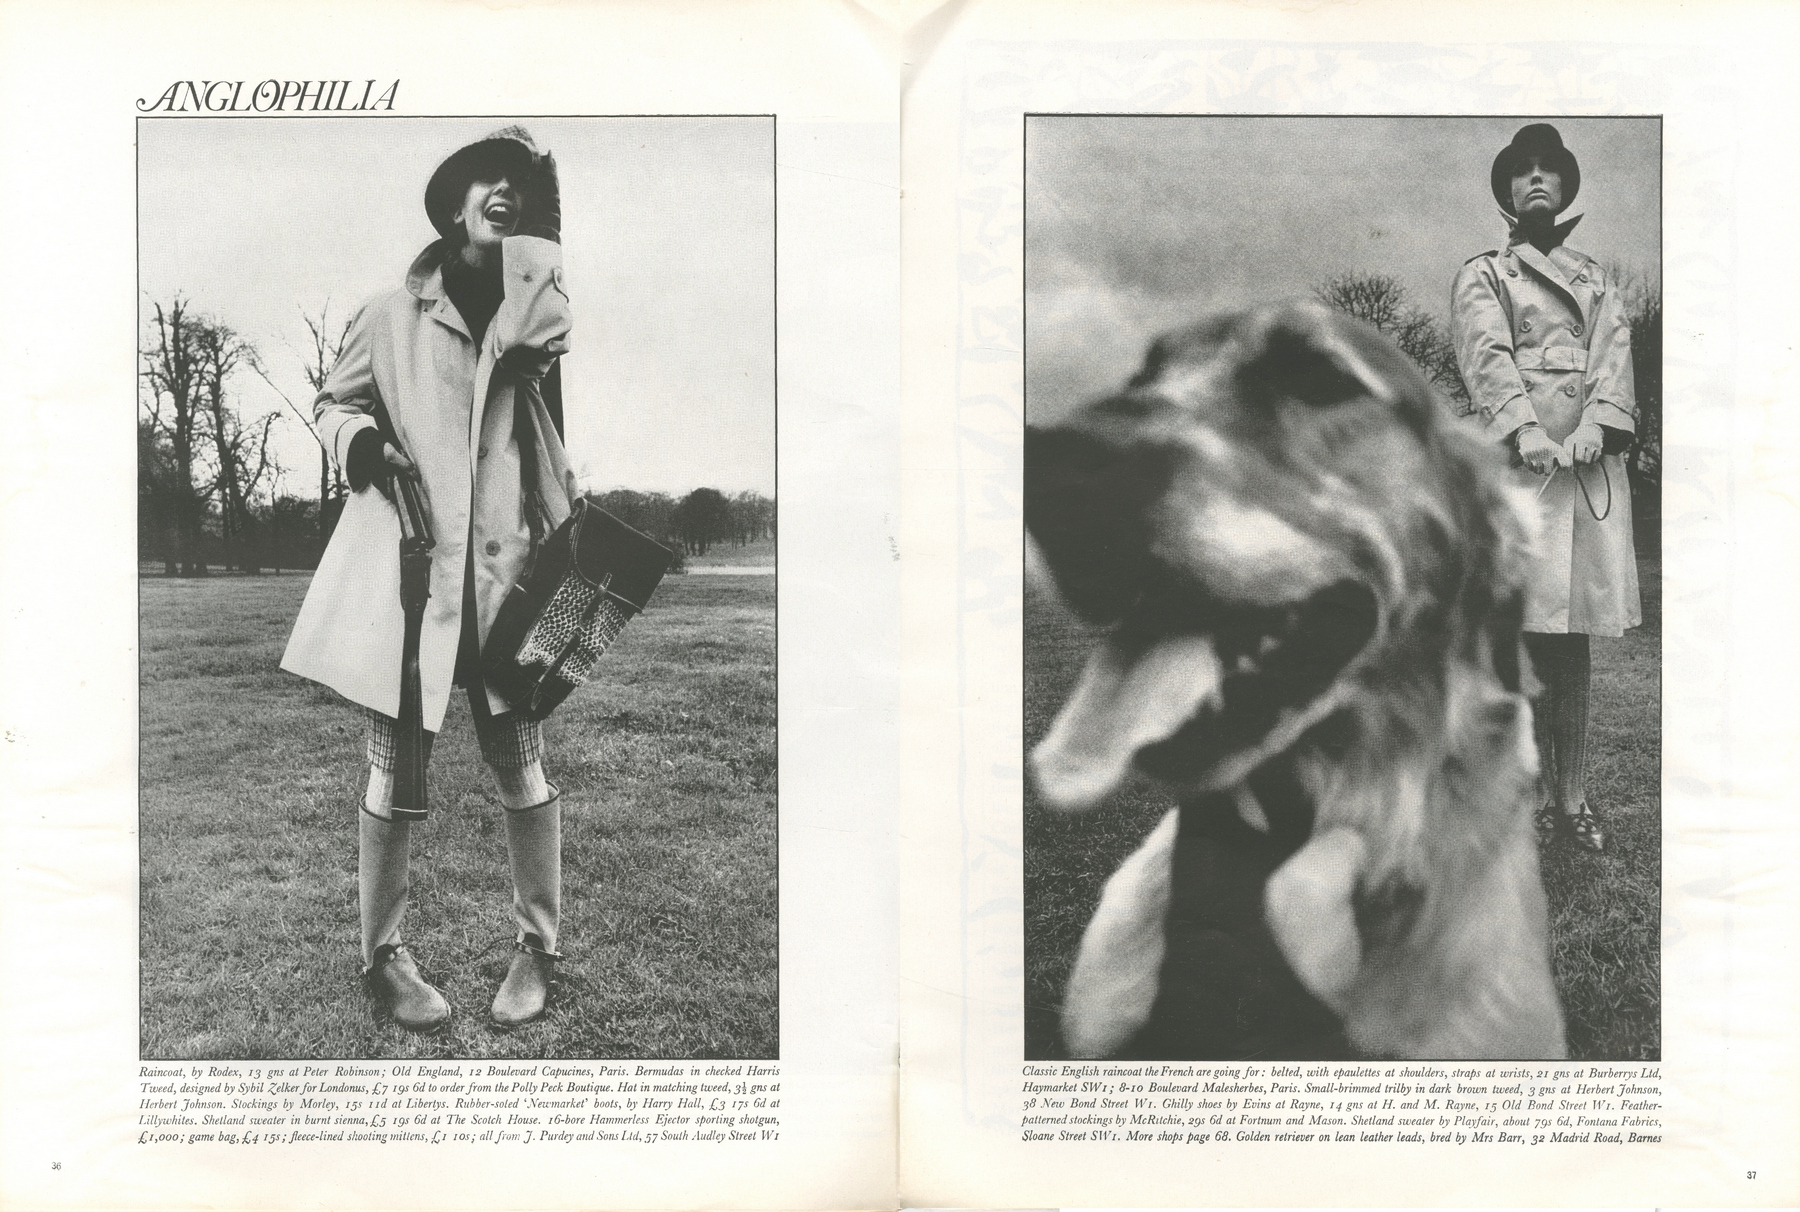 ANGLOPHILIA
Raincoat, by Rodex, 13 gns at Peter Robinson; Old England, 12 Boulevard Capucines, Paris. Bermudas in checked Harris
Tweed, designed by Sybil Zelker for Londonus, £7 19s 6d to order from the Polly Peck Boutique. Hat in matching tweed, 3½ gns at
Herbert Johnson. Stockings by Morley, 15s 11d at Libertys. Rubber-soled 'Newmarket' boots, by Harry Hall, £3 17s 6d at
Lillywhites. Shetland sweater in burnt sienna, £5 19s 6d at The Scotch House. 16-bore Hammerless Ejector sporting shotgun,
£1,000; game bag, £4 15s; fleece-lined shooting mittens, £1 10s; all from J. Purdey and Sons Ltd, 57 South Audley Street W1
36
Classic English raincoat the French are going for: belted, with epaulettes at shoulders, straps at wrists, 21 gns at Burberrys Ltd,
Haymarket SW1; 8-10 Boulevard Malesherbes, Paris. Small-brimmed trilby in dark brown tweed, 3 gns at Herbert Johnson,
38 New Bond Street W1. Ghilly shoes by Evins at Rayne, 14 gns at H. and M. Rayne, 15 Old Bond Street W1. Feather-
patterned stockings by McRitchie, 29s 6d at Fortnum and Mason. Shetland sweater by Playfair, about 79s 6d, Fontana Fabrics,
Sloane Street SW1. More shops page 68. Golden retriever on lean leather leads, bred by Mrs Barr, 32 Madrid Road, Barnes
37